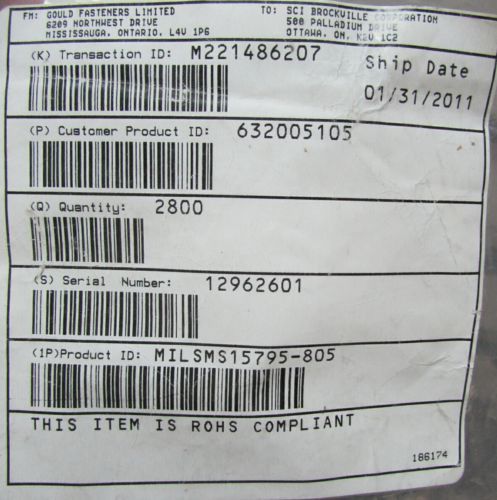 FM: GOULD FASTENERS LIMITED
6209 NORTHWEST DRIVE
MISSISSAUGA, ONTARIO, L4V 1P6
TO: SCI BROCKVILLE CORPORATION
500 PALLADIUM DRIVE
OTTAWA, ON, K2V 1C2
(K) Transaction ID: M221486207
Ship Date
01/31/2011
(P) Customer Product ID: 632005105
(Q) Quantity: 2800
(S) Serial Number: 12962601
(1P)Product ID: MILSMS15795-805
THIS ITEM IS ROHS COMPLIANT
186174